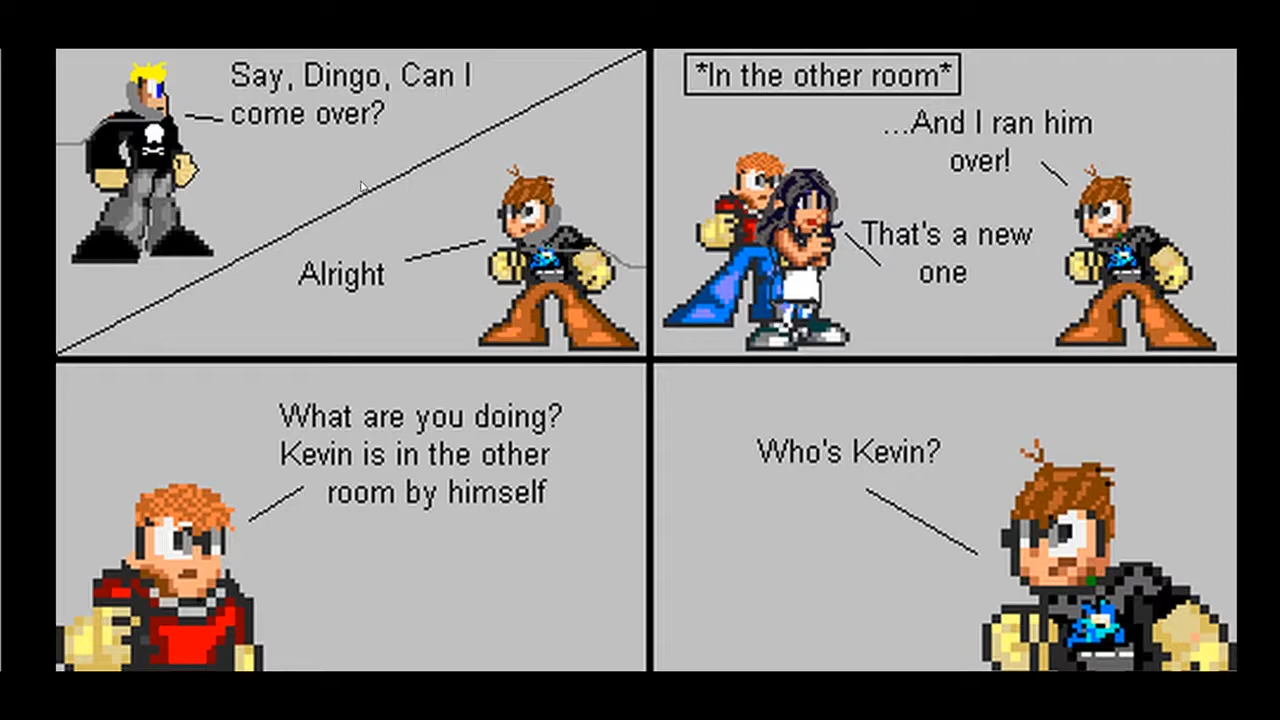 Say, Dingo, Can I
come over?
Alright
*In the other room*
...And I ran him
over!
That's a new
one
What are you doing?
Kevin is in the other
room by himself
Who's Kevin?